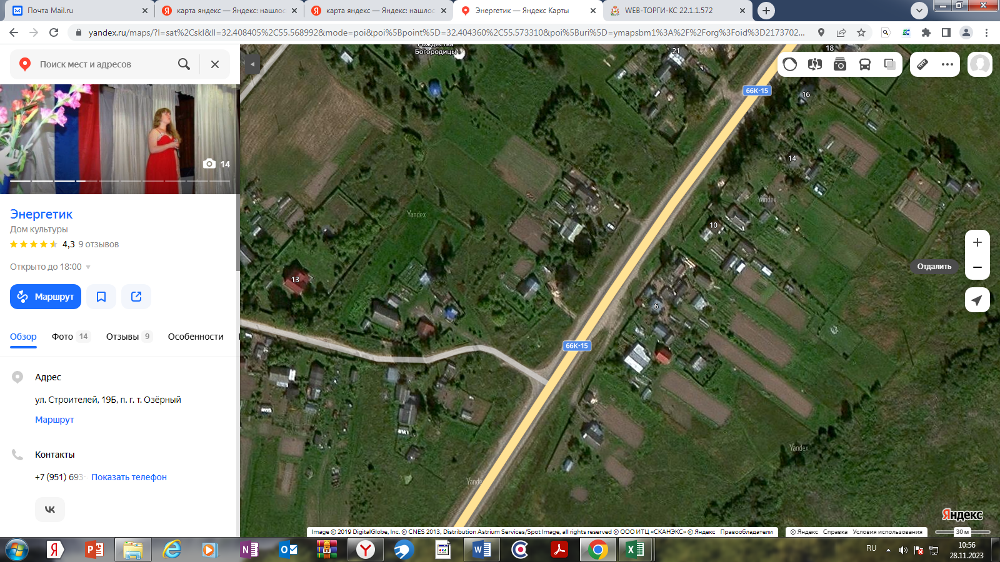 Почта Mail.ru
карта яндекс — Яндекс: нашлос
карта яндекс — Яндекс: нашлос
Энергетик — Яндекс Карты
WEB-ТОРГИ-КС 22.1.1.572
yandex.ru/maps/?l=sat%2Cskl&ll=32.408405%2C55.568992&mode=poi&poi%5Bpoint%5D=32.404360%2C55.573310&poi%5Buri%5D=ymapsbm1%3A%2F%2Forg%3Foid%3D2173702...
Поиск мест и адресов
14
Энергетик
Дом культуры
4,3 9 отзывов
Открыто до 18:00
Маршрут
Обзор Фото 14 Отзывы 9 Особенности
Адрес
ул. Строителей, 19Б, п. г. т. Озёрный
Маршрут
Контакты
+7 (951) 693- Показать телефон
Рождества
Богородицы
21
18
66К-15
16
14
Yandex
Yandex
10
13
6
Отдалить
66К-15
Yandex
Yandex
Яндекс
Image © 2019 DigitalGlobe, Inc. © CNES 2013, Distribution Astrium Services/Spot Image, all rights reserved © ООО ИТЦ «СКАНЭКС» © Яндекс Правообладатели
© Яндекс Справка Условия использования
30 м
RU
10:56
28.11.2023